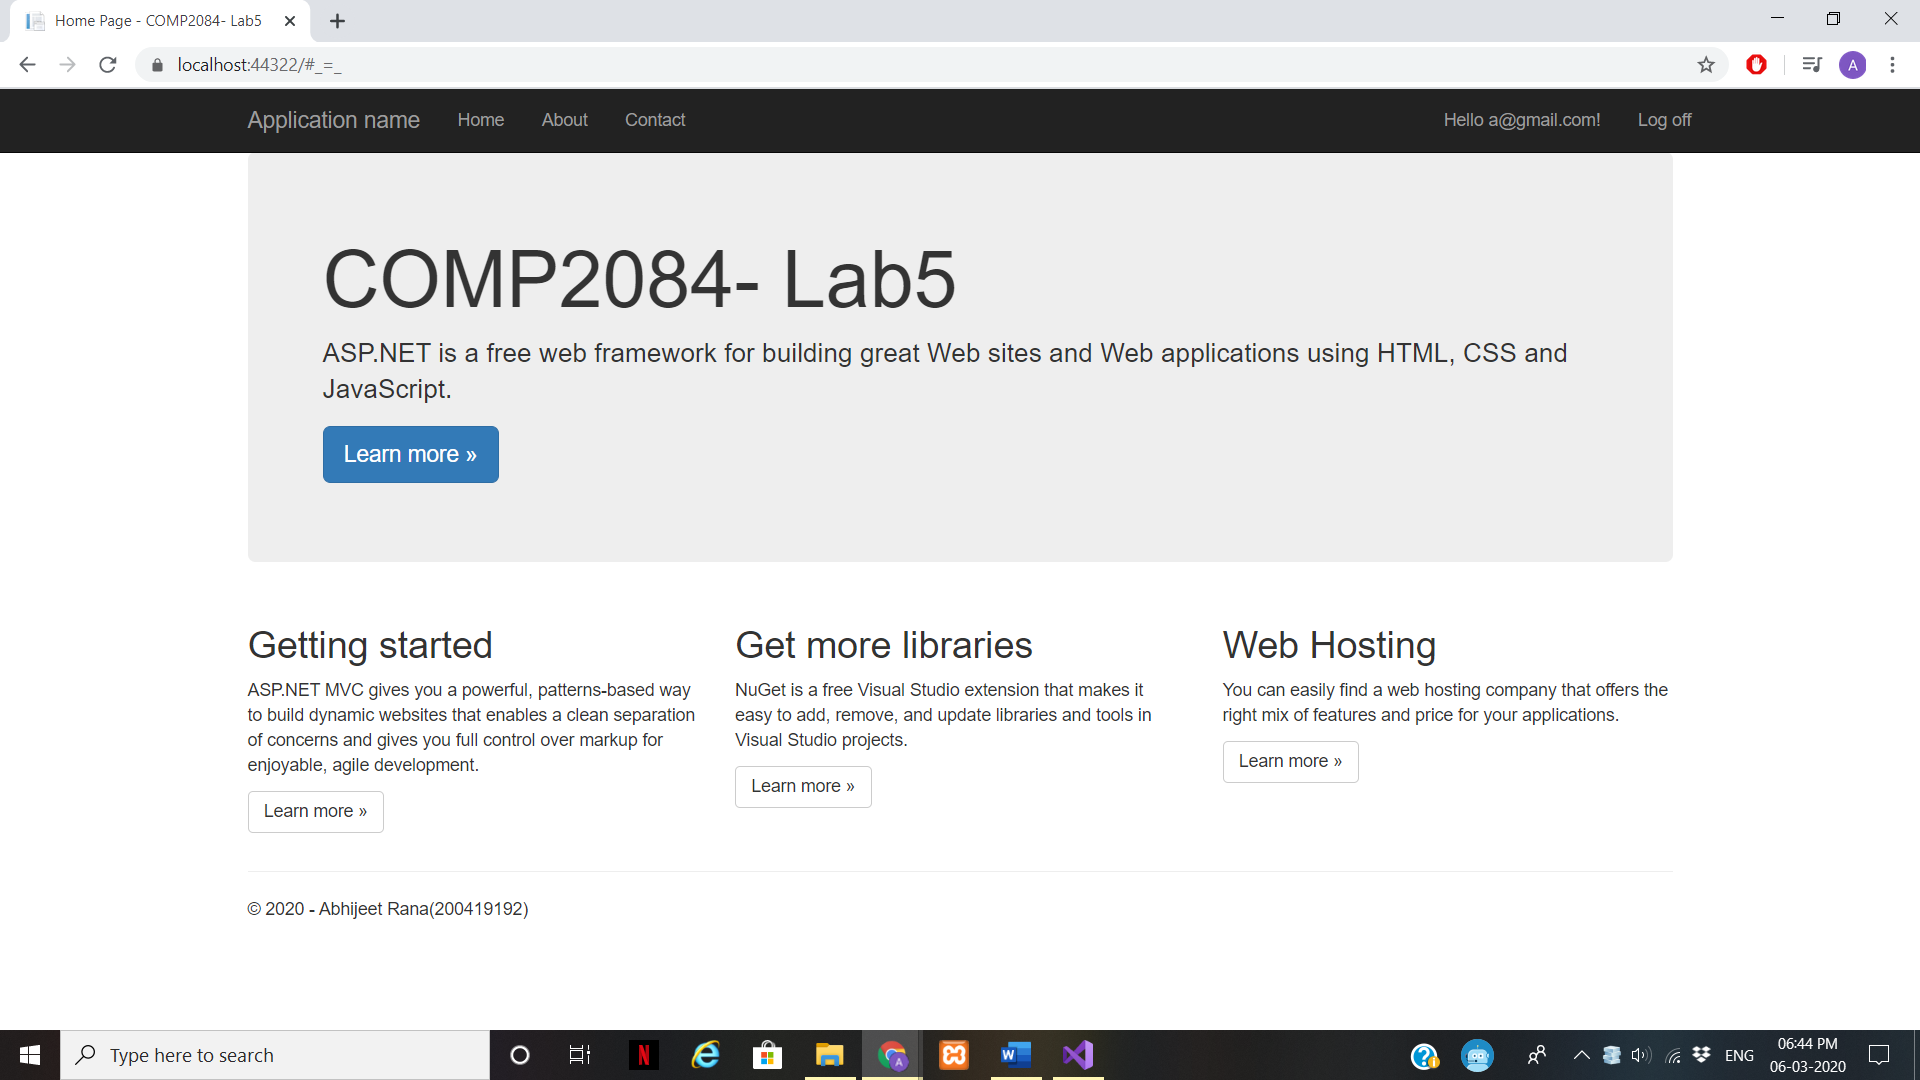 Home Page - COMP2084- Lab5
localhost:44322/#_=_
A
Application name Home About Contact Hello a@gmail.com! Log off
COMP2084- Lab5
ASP.NET is a free web framework for building great Web sites and Web applications using HTML, CSS and
JavaScript.
Learn more »
Getting started
ASP.NET MVC gives you a powerful, patterns-based way
to build dynamic websites that enables a clean separation
of concerns and gives you full control over markup for
enjoyable, agile development.
Learn more »
Get more libraries
NuGet is a free Visual Studio extension that makes it
easy to add, remove, and update libraries and tools in
Visual Studio projects.
Learn more »
Web Hosting
You can easily find a web hosting company that offers the
right mix of features and price for your applications.
Learn more »
© 2020 - Abhijeet Rana(200419192)
Type here to search
ENG
06:44 PM
06-03-2020